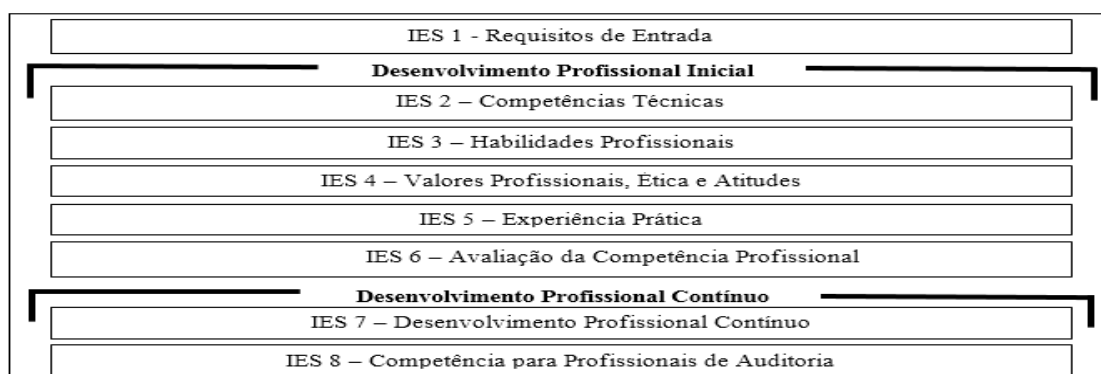 IES 1 - Requisitos de Entrada
Desenvolvimento Profissional Inicial
IES 2 – Competências Técnicas
IES 3 – Habilidades Profissionais
IES 4 – Valores Profissionais, Ética e Atitudes
IES 5 – Experiência Prática
IES 6 – Avaliação da Competência Profissional
Desenvolvimento Profissional Contínuo
IES 7 – Desenvolvimento Profissional Contínuo
IES 8 – Competência para Profissionais de Auditoria